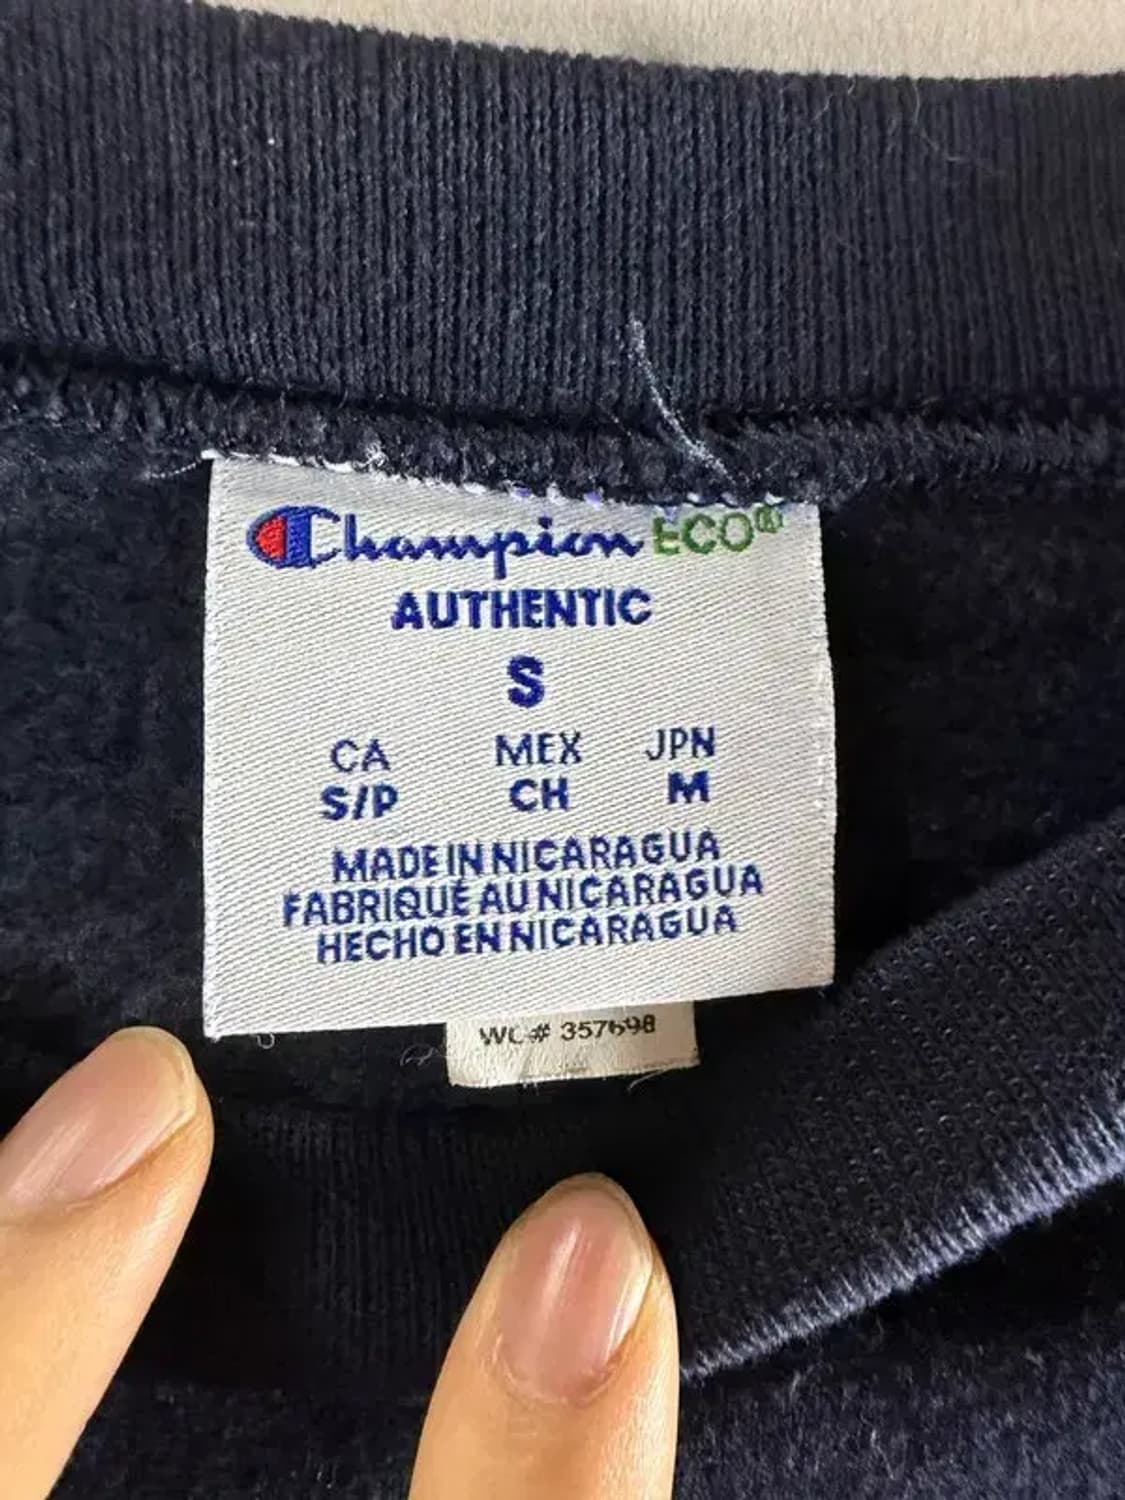 Champion ECO®
AUTHENTIC
S
CA MEX JPN
S/P CH M
MADE IN NICARAGUA
FABRIQUÉ AU NICARAGUA
HECHO EN NICARAGUA
WC# 357698